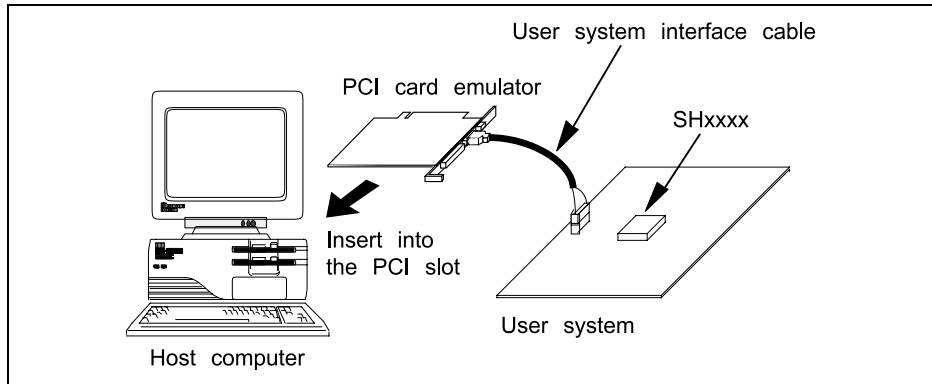 User system interface cable
PCI card emulator
SHxxxx
Insert into
the PCI slot
User system
Host computer